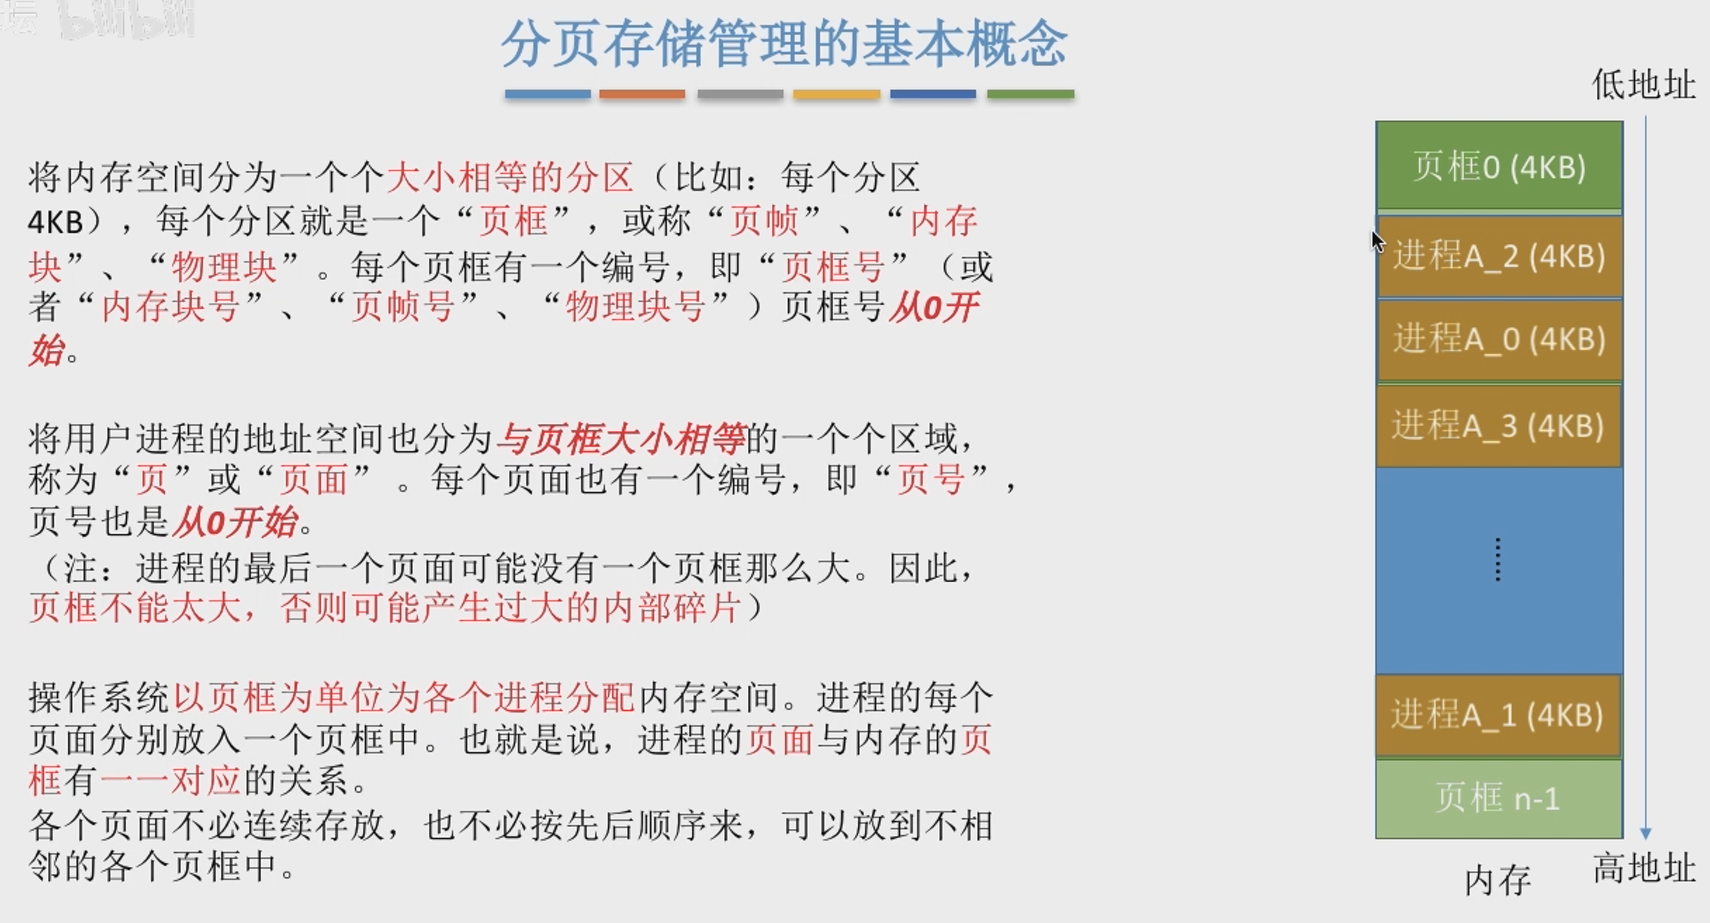 坛 bilibili
分页存储管理的基本概念
低地址
将内存空间分为一个个大小相等的分区（比如：每个分区
4KB），每个分区就是一个“页框”，或称“页帧”、“内存
块”、“物理块”。每个页框有一个编号，即“页框号”（或
者“内存块号”、“页帧号”、“物理块号”）页框号从0开
始。
将用户进程的地址空间也分为与页框大小相等的一个个区域，
称为“页”或“页面”。每个页面也有一个编号，即“页号”，
页号也是从0开始。
（注：进程的最后一个页面可能没有一个页框那么大。因此，
页框不能太大，否则可能产生过大的内部碎片）
操作系统以页框为单位为各个进程分配内存空间。进程的每个
页面分别放入一个页框中。也就是说，进程的页面与内存的页
框有一一对应的关系。
各个页面不必连续存放，也不必按先后顺序来，可以放到不相
邻的各个页框中。
页框0 (4KB)
进程A_2 (4KB)
进程A_0 (4KB)
进程A_3 (4KB)
……
进程A_1 (4KB)
页框 n-1
内存
高地址